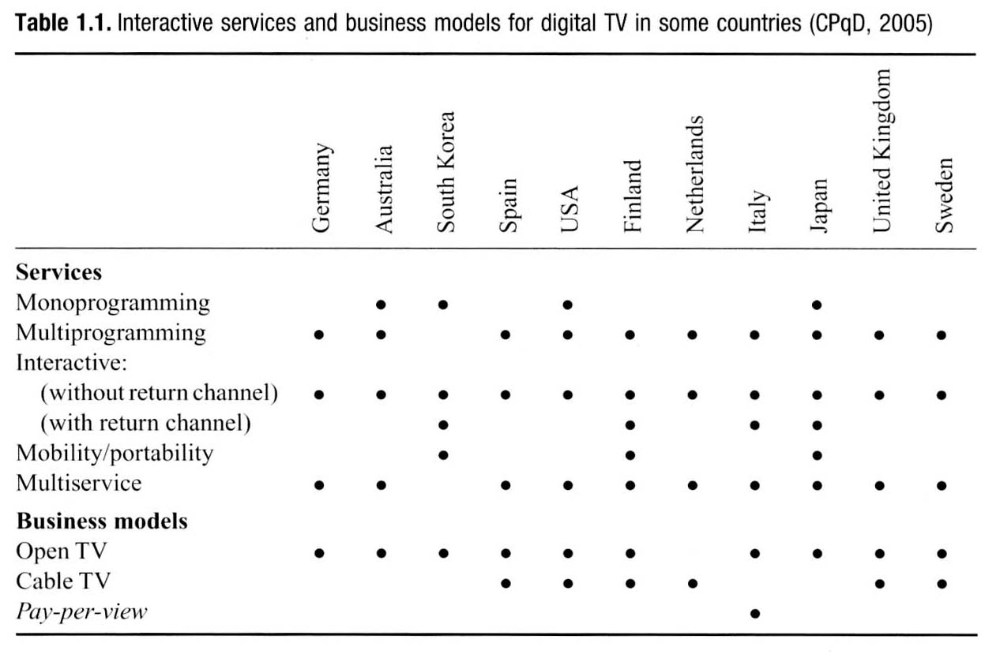 Table 1.1. Interactive services and business models for digital TV in some countries (CPqD, 2005)
Germany Australia South Korea Spain USA Finland Netherlands Italy Japan United Kingdom Sweden
Services
Monoprogramming • • • •
Multiprogramming • • • • • • • • • •
Interactive:
(without return channel) • • • • • • • • • • •
(with return channel) • • • •
Mobility/portability • • •
Multiservice • • • • • • • • • •
Business models
Open TV • • • • • • • • • •
Cable TV • • • • • •
Pay-per-view •